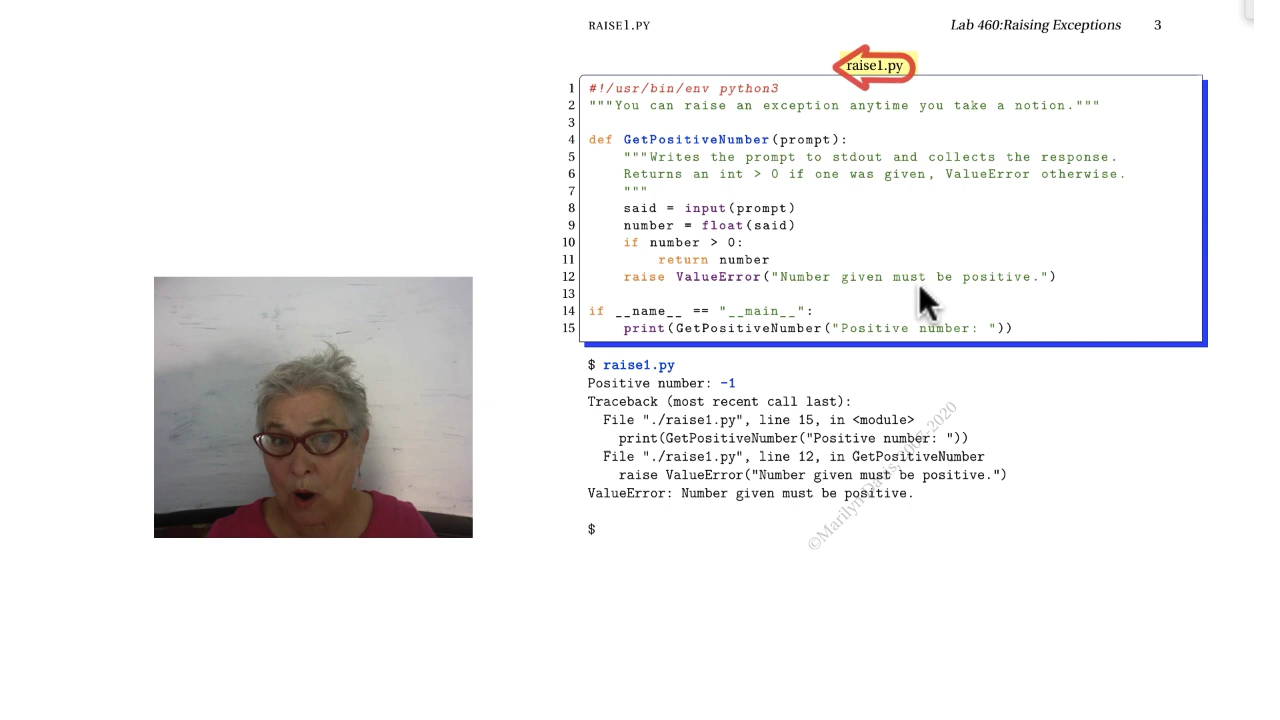 RAISE1.PY
Lab 460:Raising Exceptions 3
raise1.py
1 #!/usr/bin/env python3
2 """You can raise an exception anytime you take a notion."""
3
4 def GetPositiveNumber(prompt):
5     """Writes the prompt to stdout and collects the response.
6     Returns an int > 0 if one was given, ValueError otherwise.
7     """
8     said = input(prompt)
9     number = float(said)
10     if number > 0:
11         return number
12     raise ValueError("Number given must be positive.")
13
14 if __name__ == "__main__":
15     print(GetPositiveNumber("Positive number: "))
$ raise1.py
Positive number: -1
Traceback (most recent call last):
  File "./raise1.py", line 15, in <module>
    print(GetPositiveNumber("Positive number: "))
  File "./raise1.py", line 12, in GetPositiveNumber
    raise ValueError("Number given must be positive.")
ValueError: Number given must be positive.
$